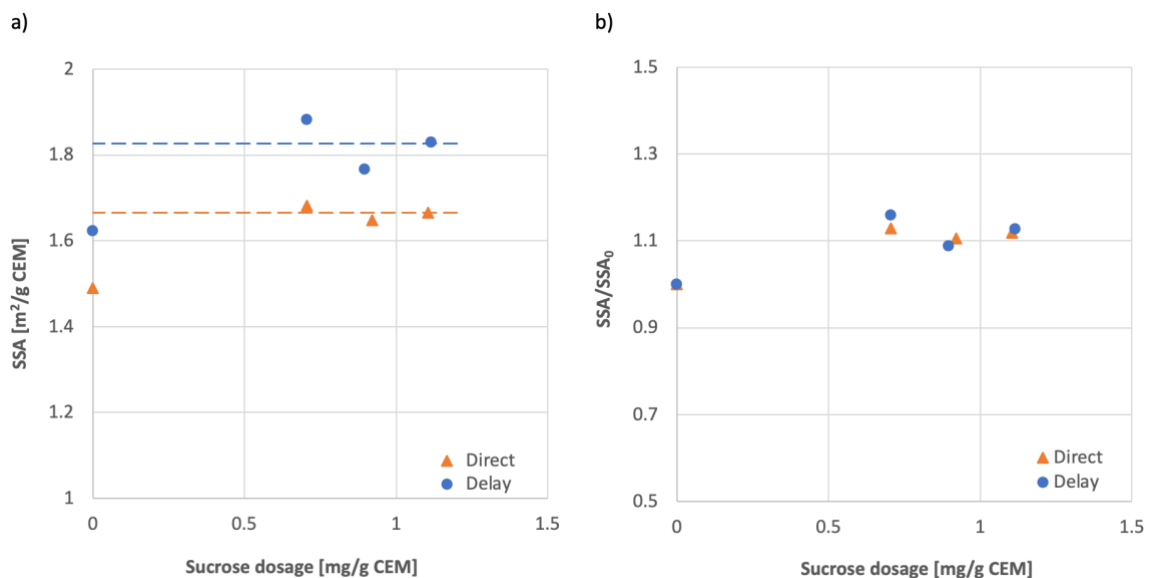 a)
2
1.8
1.6
1.4
1.2
1
SSA [m²/g CEM]
0
0.5
1
1.5
Sucrose dosage [mg/g CEM]
Direct
Delay
b)
1.5
1.3
1.1
0.9
0.7
0.5
SSA/SSA₀
0
0.5
1
1.5
Sucrose dosage [mg/g CEM]
Direct
Delay